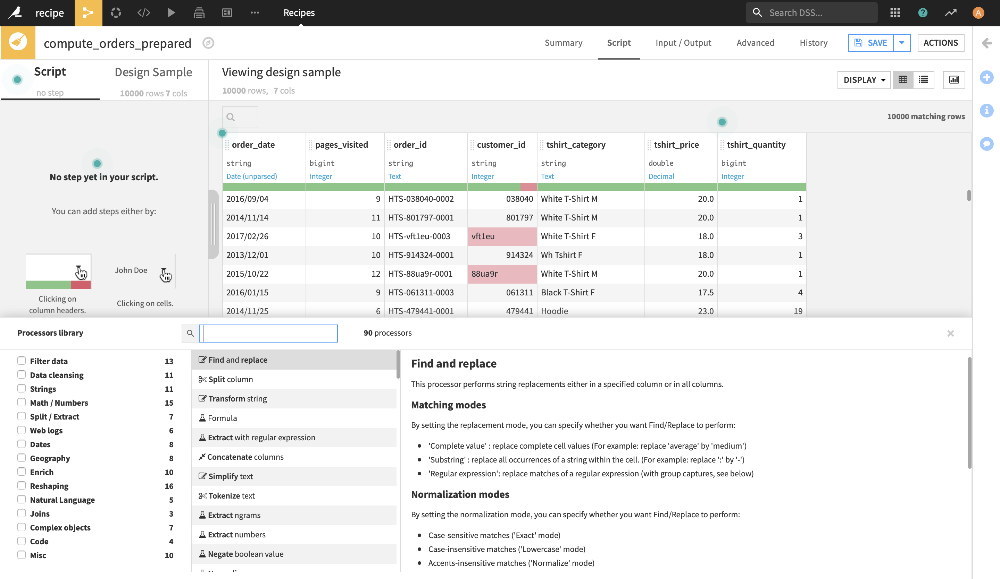 recipe
Recipes
Search DSS...
?
A
compute_orders_prepared
Summary
Script
Input / Output
Advanced
History
SAVE
ACTIONS
Script
no step
Design Sample
10000 rows 7 cols
Viewing design sample
10000 rows, 7 cols
DISPLAY
10000 matching rows
No step yet in your script.
You can add steps either by:
John Doe
Clicking on
column headers.
Clicking on cells.
order_date pages_visited order_id customer_id tshirt_category tshirt_price tshirt_quantity
string bigint string string string double bigint
Date (unparsed) Integer Text Integer Text Decimal Integer
2016/09/04 9 HTS-038040-0002 038040 White T-Shirt M 20.0 1
2014/11/14 11 HTS-801797-0001 801797 White T-Shirt M 20.0 1
2017/02/26 10 HTS-vft1eu-0003 vft1eu White T-Shirt F 18.0 3
2013/12/01 10 HTS-914324-0001 914324 Wh Tshirt F 18.0 1
2015/10/22 12 HTS-88ua9r-0001 88ua9r White T-Shirt M 20.0 1
2016/01/15 9 HTS-061311-0003 061311 Black T-Shirt F 17.5 4
2014/11/25 6 HTS-479441-0001 479441 Hoodie 23.0 19
Processors library
90 processors
Filter data 13
Data cleansing 11
Strings 11
Math / Numbers 15
Split / Extract 7
Web logs 6
Dates 8
Geography 8
Enrich 10
Reshaping 16
Natural Language 5
Joins 3
Complex objects 7
Code 4
Misc 10
Find and replace
Split column
Transform string
Formula
Extract with regular expression
Concatenate columns
Simplify text
Tokenize text
Extract ngrams
Extract numbers
Negate boolean value
Find and replace
This processor performs string replacements either in a specified column or in all columns.
Matching modes
By setting the replacement mode, you can specify whether you want Find/Replace to perform:
• 'Complete value' : replace complete cell values (For example: replace 'average' by 'medium')
• 'Substring' : replace all occurrences of a string within the cell. (For example: replace ':' by '-')
• 'Regular expression': replace matches of a regular expression (with group captures, see below)
Normalization modes
By setting the normalization mode, you can specify whether you want Find/Replace to perform:
• Case-sensitive matches ('Exact' mode)
• Case-insensitive matches ('Lowercase' mode)
• Accents-insensitive matches ('Normalize' mode)